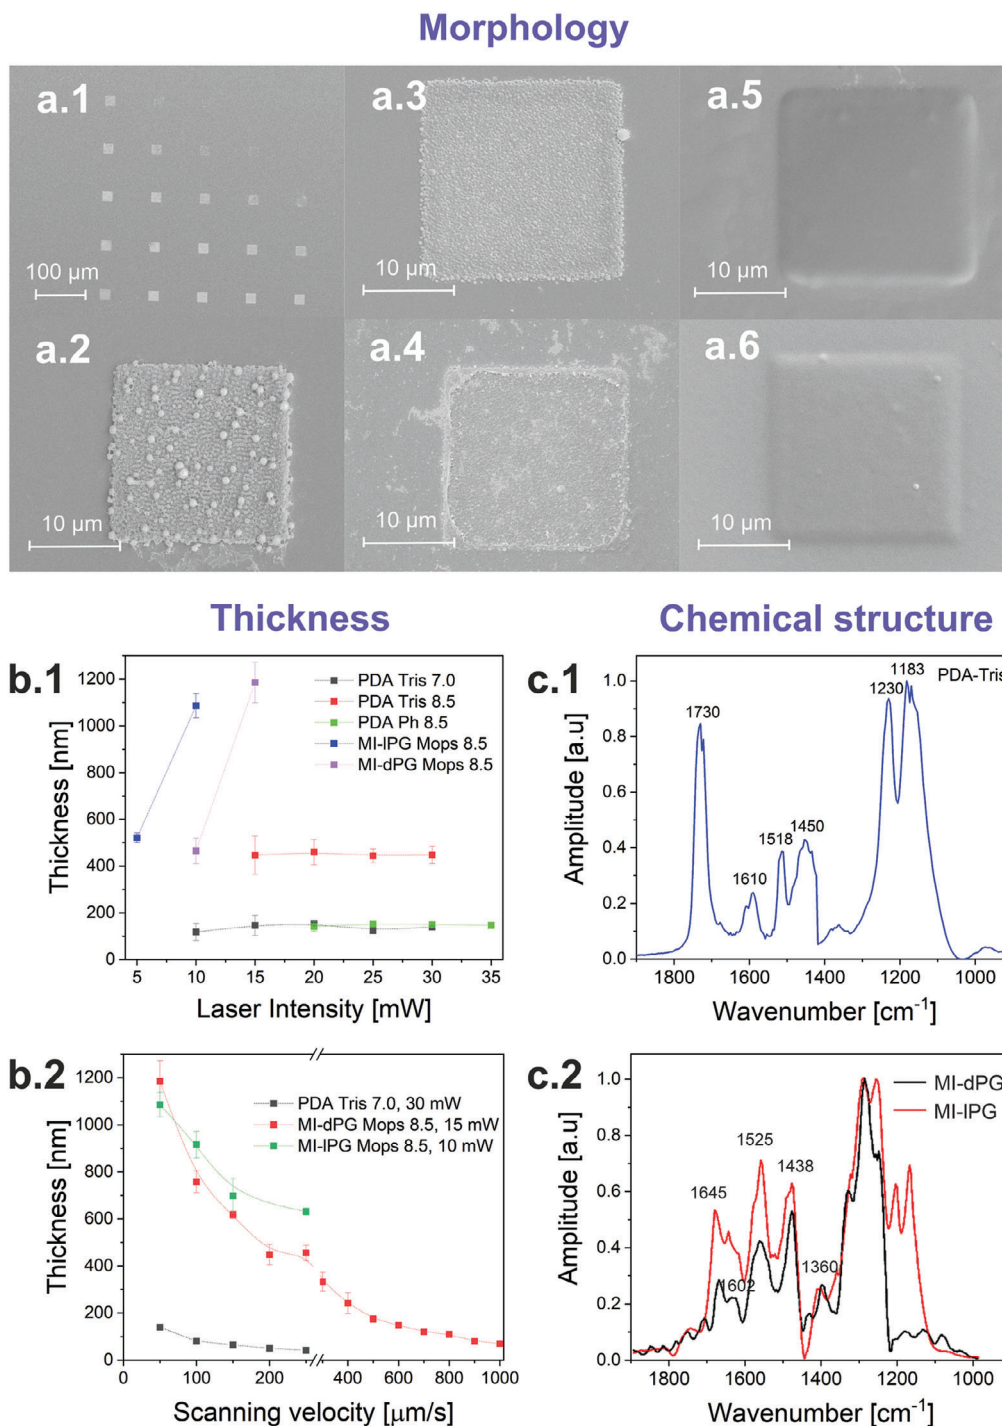 Morphology
a.1
100 µm
a.3
10 µm
a.5
10 µm
a.2
10 µm
a.4
10 µm
a.6
10 µm
Thickness
Chemical structure
b.1
Thickness [nm]
1200
1000
800
600
400
200
0
PDA Tris 7.0
PDA Tris 8.5
PDA Ph 8.5
MI-lPG Mops 8.5
MI-dPG Mops 8.5
5 10 15 20 25 30 35
Laser Intensity [mW]
c.1
Amplitude [a.u]
1.0
0.8
0.6
0.4
0.2
0.0
1730
1610
1518
1450
1230
1183
PDA-Tris
1800 1600 1400 1200 1000
Wavenumber [cm-1]
b.2
Thickness [nm]
1200
1000
800
600
400
200
0
PDA Tris 7.0, 30 mW
MI-dPG Mops 8.5, 15 mW
MI-lPG Mops 8.5, 10 mW
0 100 200 400 600 800 1000
Scanning velocity [µm/s]
c.2
Amplitude [a.u]
1.0
0.8
0.6
0.4
0.2
0.0
1645
1602
1525
1438
1360
MI-dPG
MI-lPG
1800 1600 1400 1200 1000
Wavenumber [cm-1]